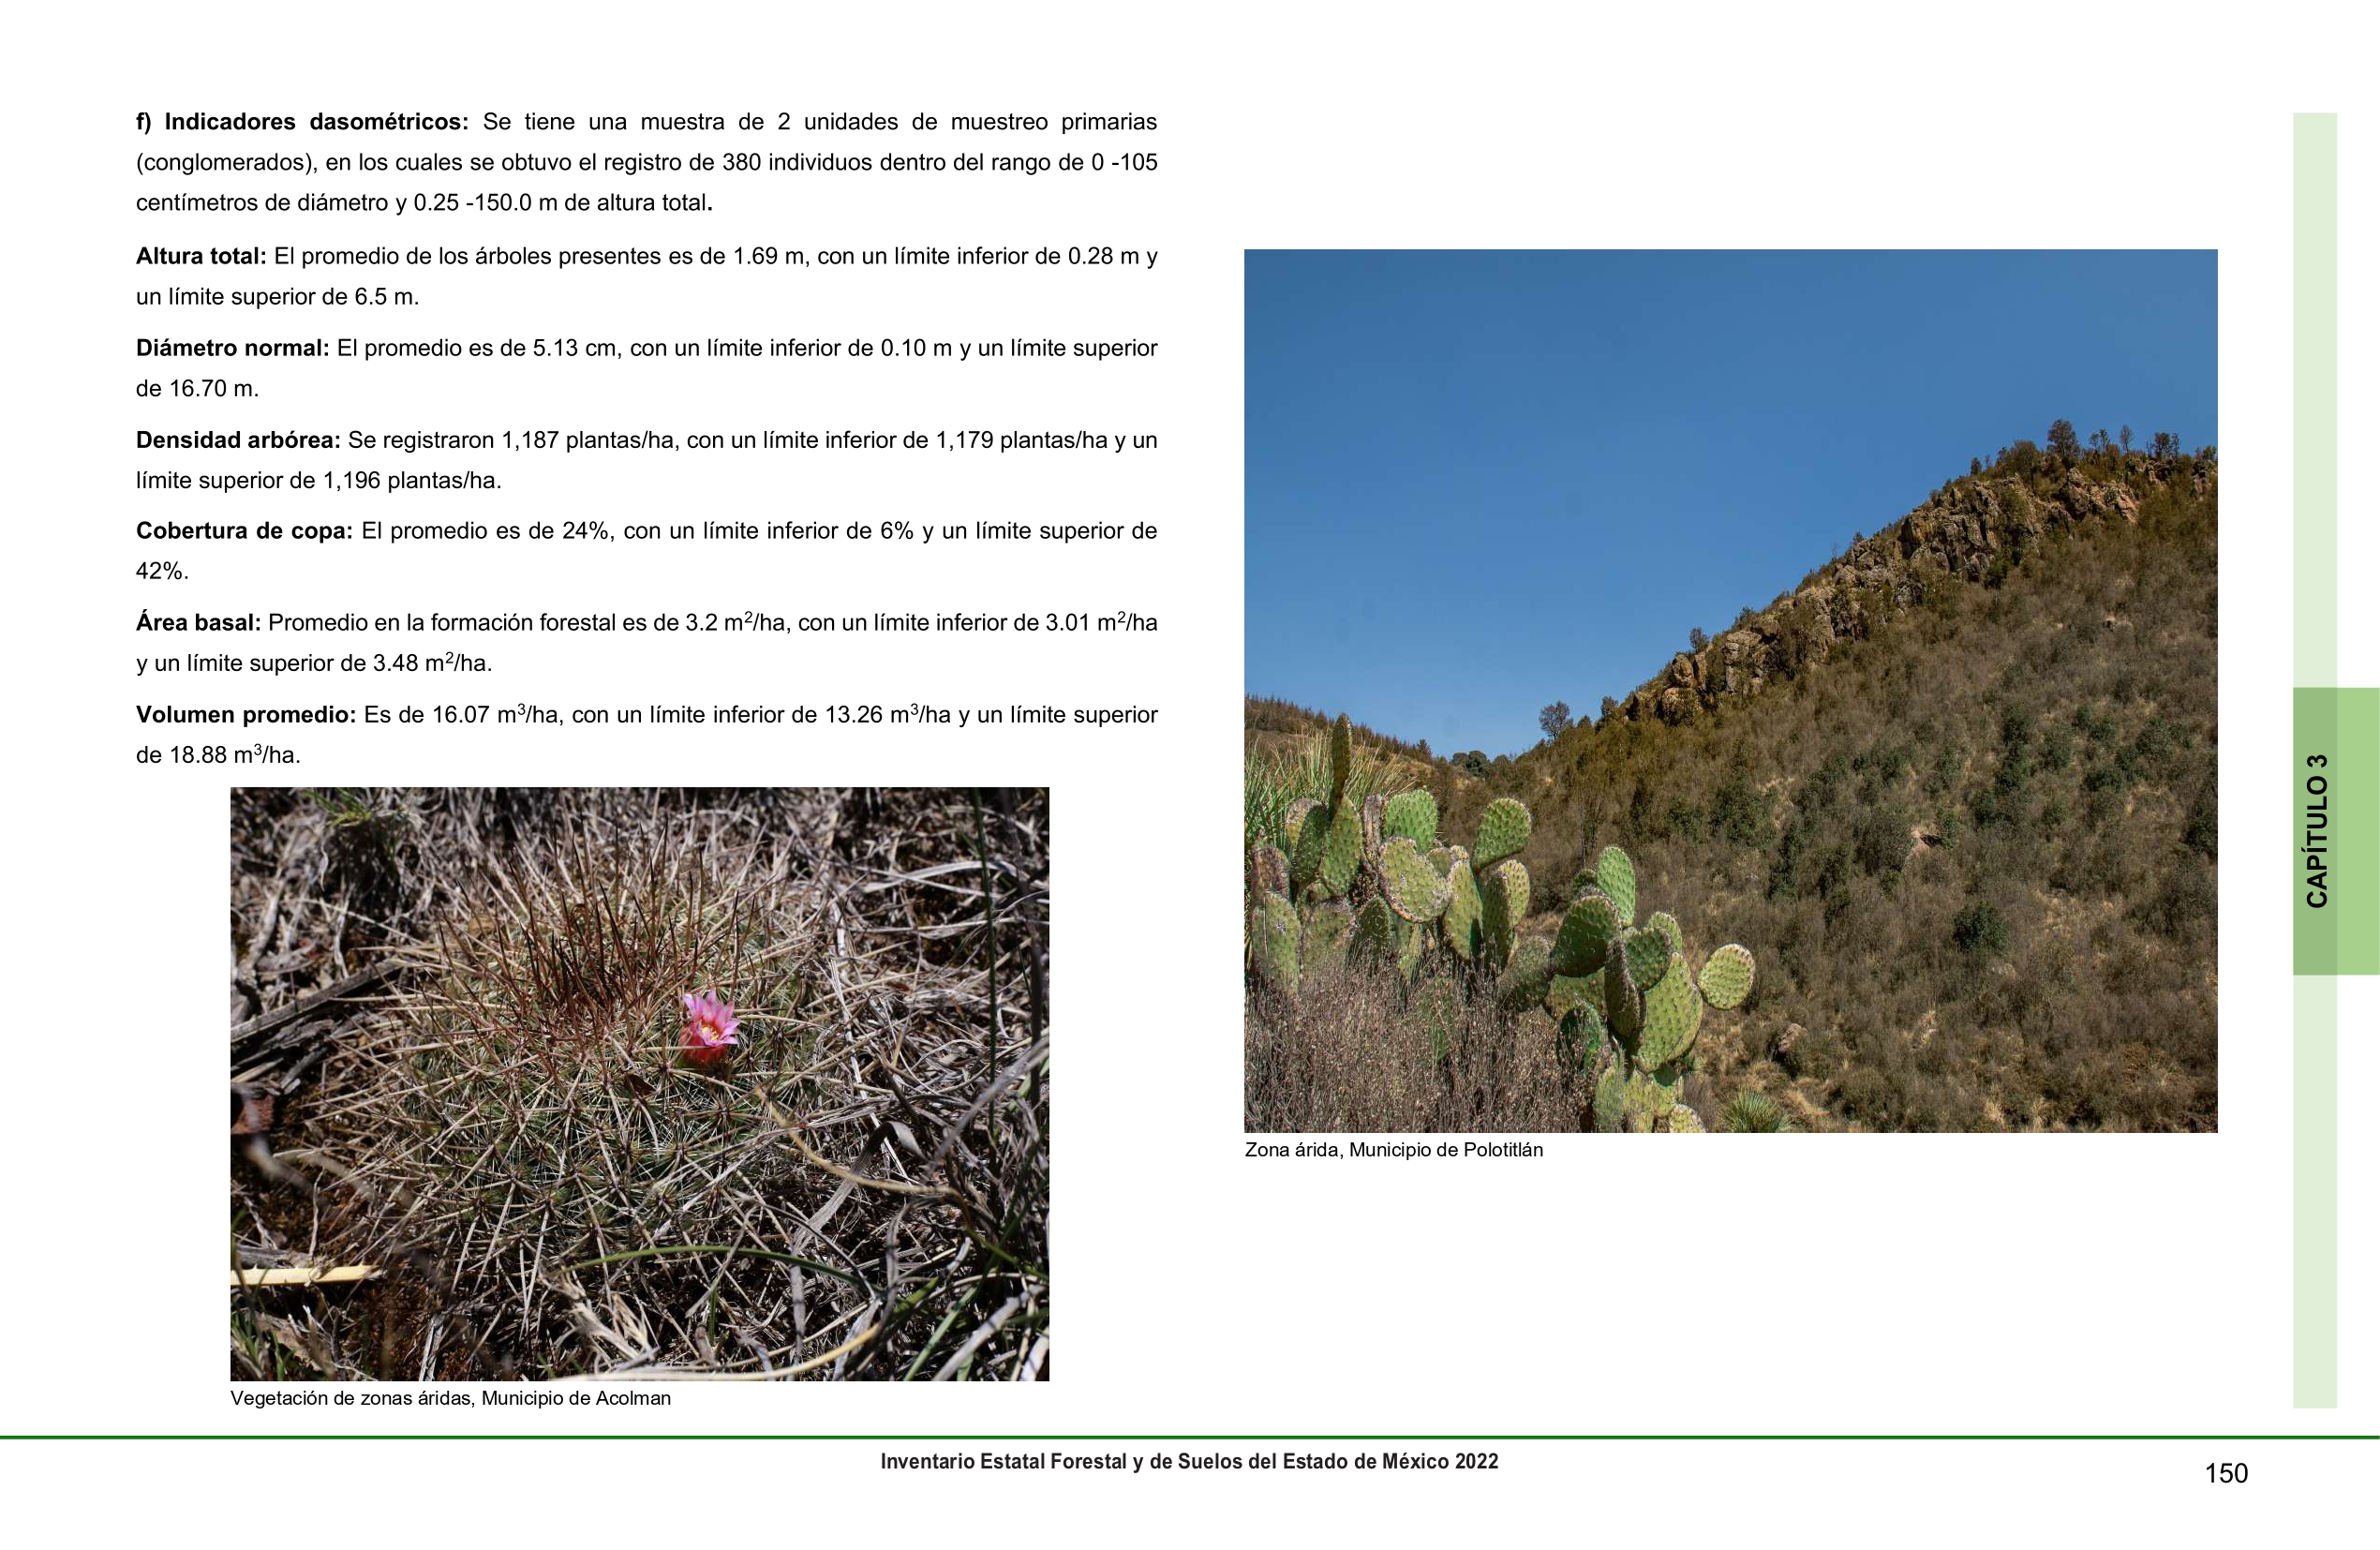 f) Indicadores dasométricos: Se tiene una muestra de 2 unidades de muestreo primarias
(conglomerados), en los cuales se obtuvo el registro de 380 individuos dentro del rango de 0 -105
centímetros de diámetro y 0.25 -150.0 m de altura total.
Altura total: El promedio de los árboles presentes es de 1.69 m, con un límite inferior de 0.28 m y
un límite superior de 6.5 m.
Diámetro normal: El promedio es de 5.13 cm, con un límite inferior de 0.10 m y un límite superior
de 16.70 m.
Densidad arbórea: Se registraron 1,187 plantas/ha, con un límite inferior de 1,179 plantas/ha y un
límite superior de 1,196 plantas/ha.
Cobertura de copa: El promedio es de 24%, con un límite inferior de 6% y un límite superior de
42%.
Área basal: Promedio en la formación forestal es de 3.2 m²/ha, con un límite inferior de 3.01 m²/ha
y un límite superior de 3.48 m²/ha.
Volumen promedio: Es de 16.07 m³/ha, con un límite inferior de 13.26 m³/ha y un límite superior
de 18.88 m³/ha.
Vegetación de zonas áridas, Municipio de Acolman
Zona árida, Municipio de Polotitlán
CAPÍTULO 3
Inventario Estatal Forestal y de Suelos del Estado de México 2022
150